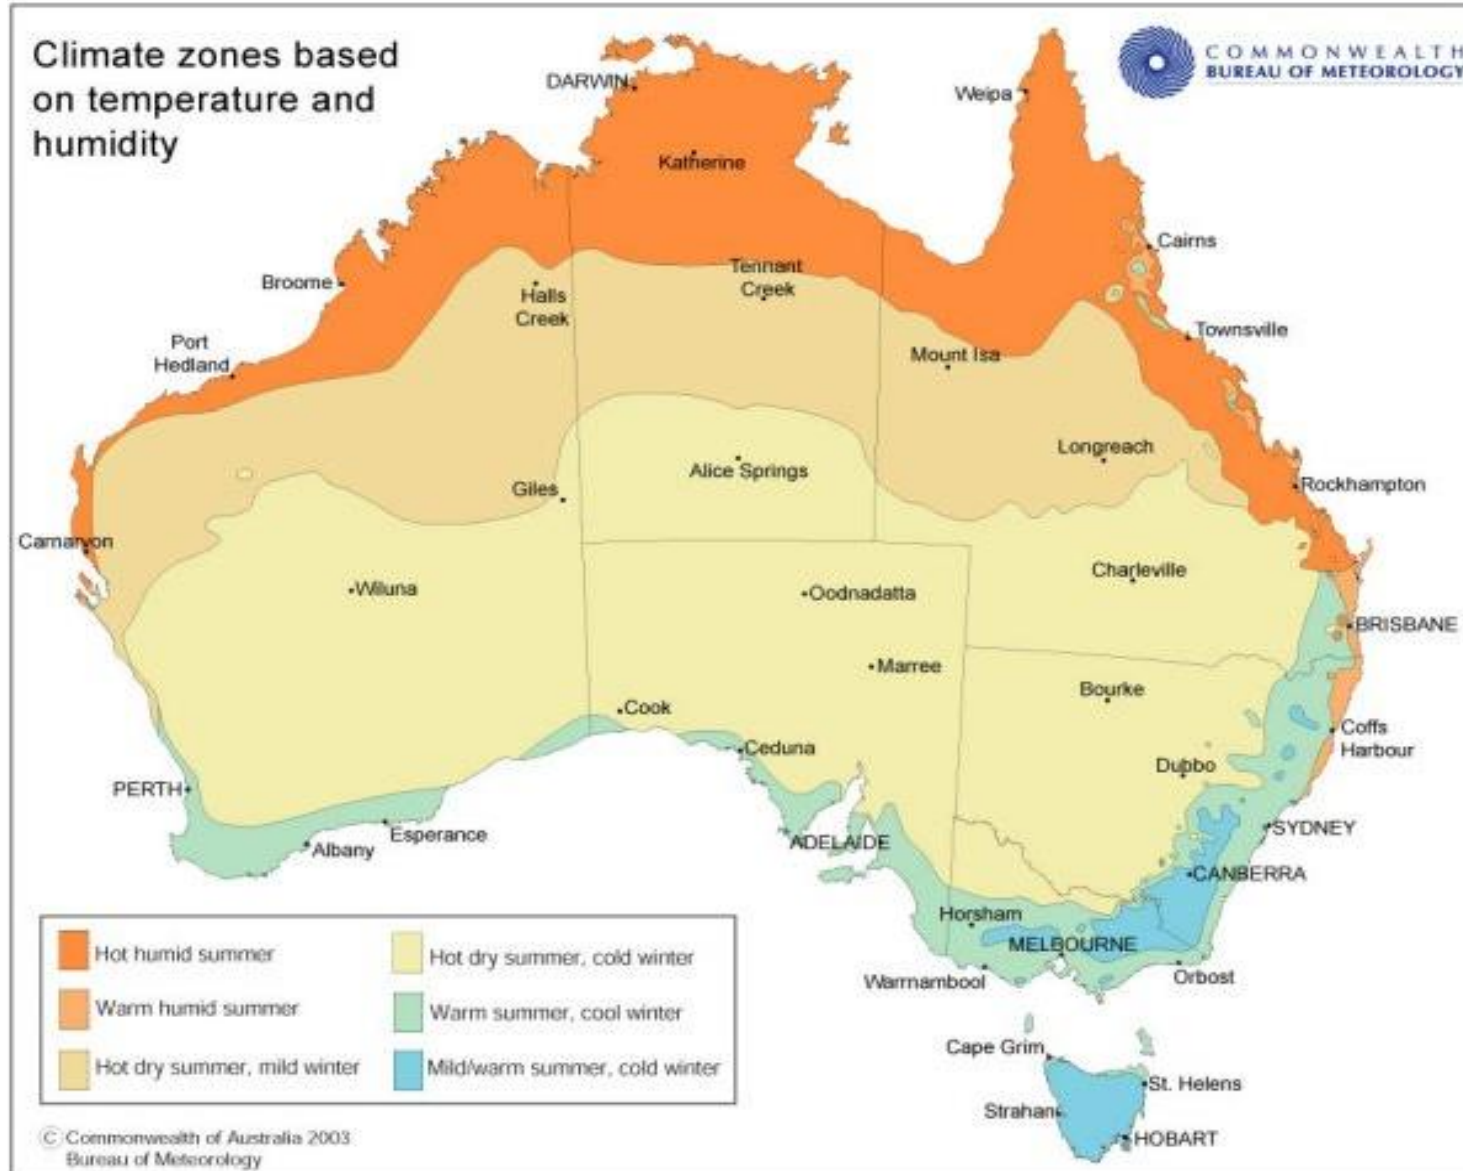 Climate zones based
on temperature and
humidity
COMMONWEALTH
BUREAU OF METEOROLOGY
DARWIN
Weipa
Katherine
Cairns
Broome
Tennant
Creek
Halls
Creek
Townsville
Port
Hedland
Mount Isa
Longreach
Alice Springs
Giles
Rockhampton
Carnarvon
Charleville
Wiluna
Oodnadatta
BRISBANE
Marree
Bourke
Cook
Coffs
Harbour
Ceduna
Dubbo
PERTH
SYDNEY
Esperance
ADELAIDE
Albany
CANBERRA
Horsham
MELBOURNE
Warrnambool
Orbost
Cape Grim
St. Helens
Strahan
HOBART
Hot humid summer
Warm humid summer
Hot dry summer, mild winter
Hot dry summer, cold winter
Warm summer, cool winter
Mild/warm summer, cold winter
© Commonwealth of Australia 2003
Bureau of Meteorology